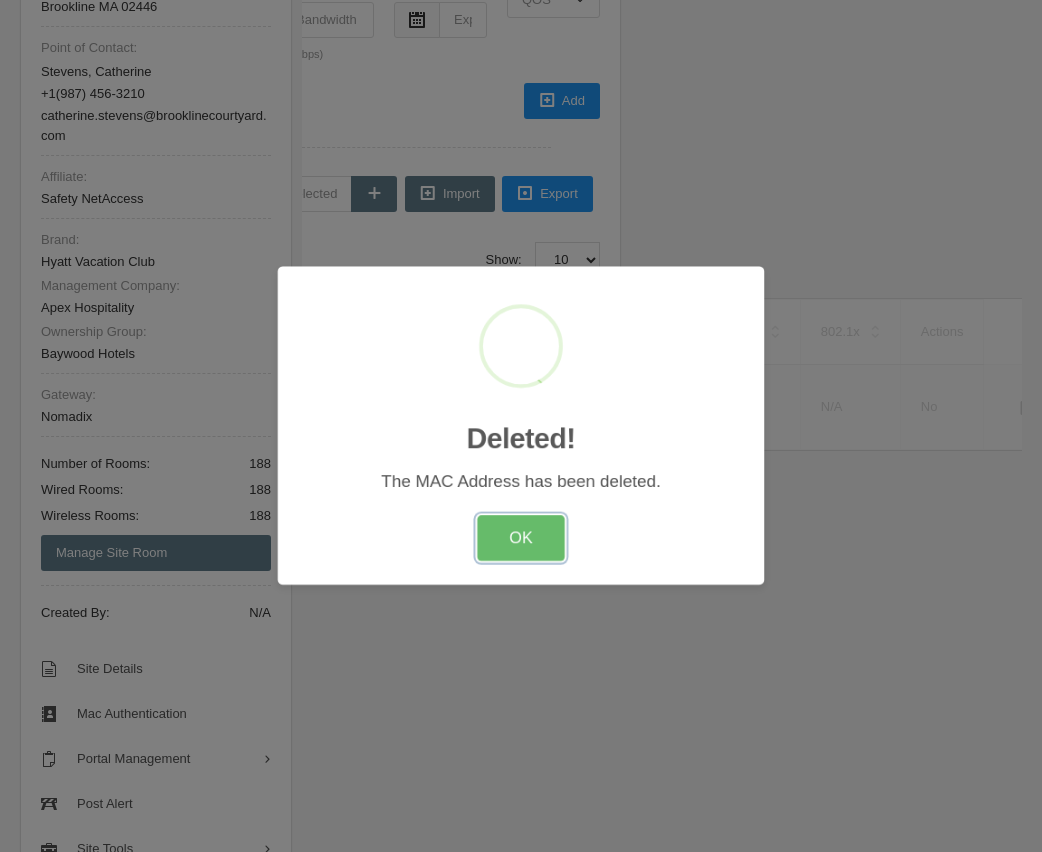 Brookline MA 02446
Point of Contact:
Stevens, Catherine
+1(987) 456-3210
catherine.stevens@brooklinecourtyard.
com
Affiliate:
Safety NetAccess
Brand:
Hyatt Vacation Club
Management Company:
Apex Hospitality
Ownership Group:
Baywood Hotels
Gateway:
Nomadix
Number of Rooms: 188
Wired Rooms: 188
Wireless Rooms: 188
Manage Site Room
Created By: N/A
Site Details
Mac Authentication
Portal Management
Post Alert
Site Tools
Bandwidth
Exp
QOS
bps)
Add
lected
+
Import
Export
Show: 10
802.1x Actions
N/A No
Deleted!
The MAC Address has been deleted.
OK